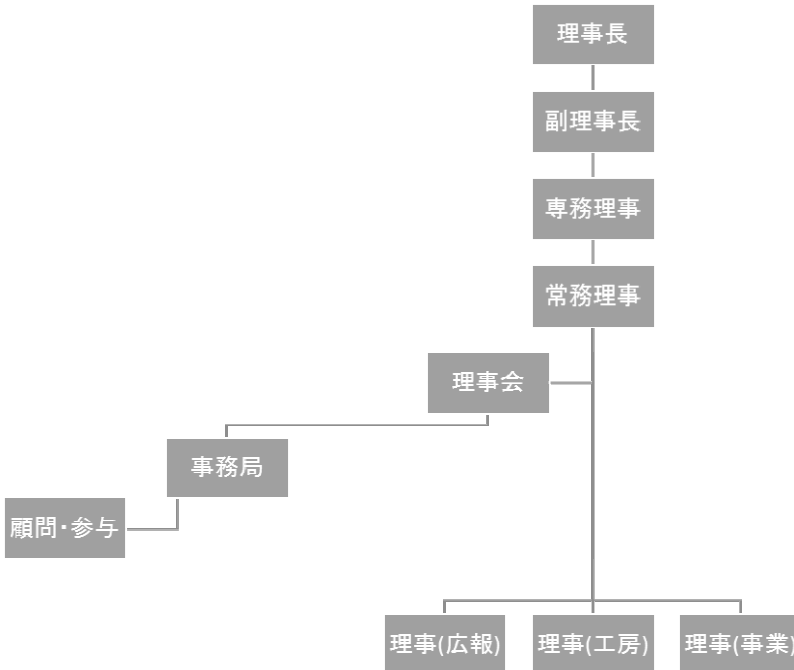 理事長
副理事長
専務理事
常務理事
理事会
事務局
顧問・参与
理事(広報)
理事(工房)
理事(事業)